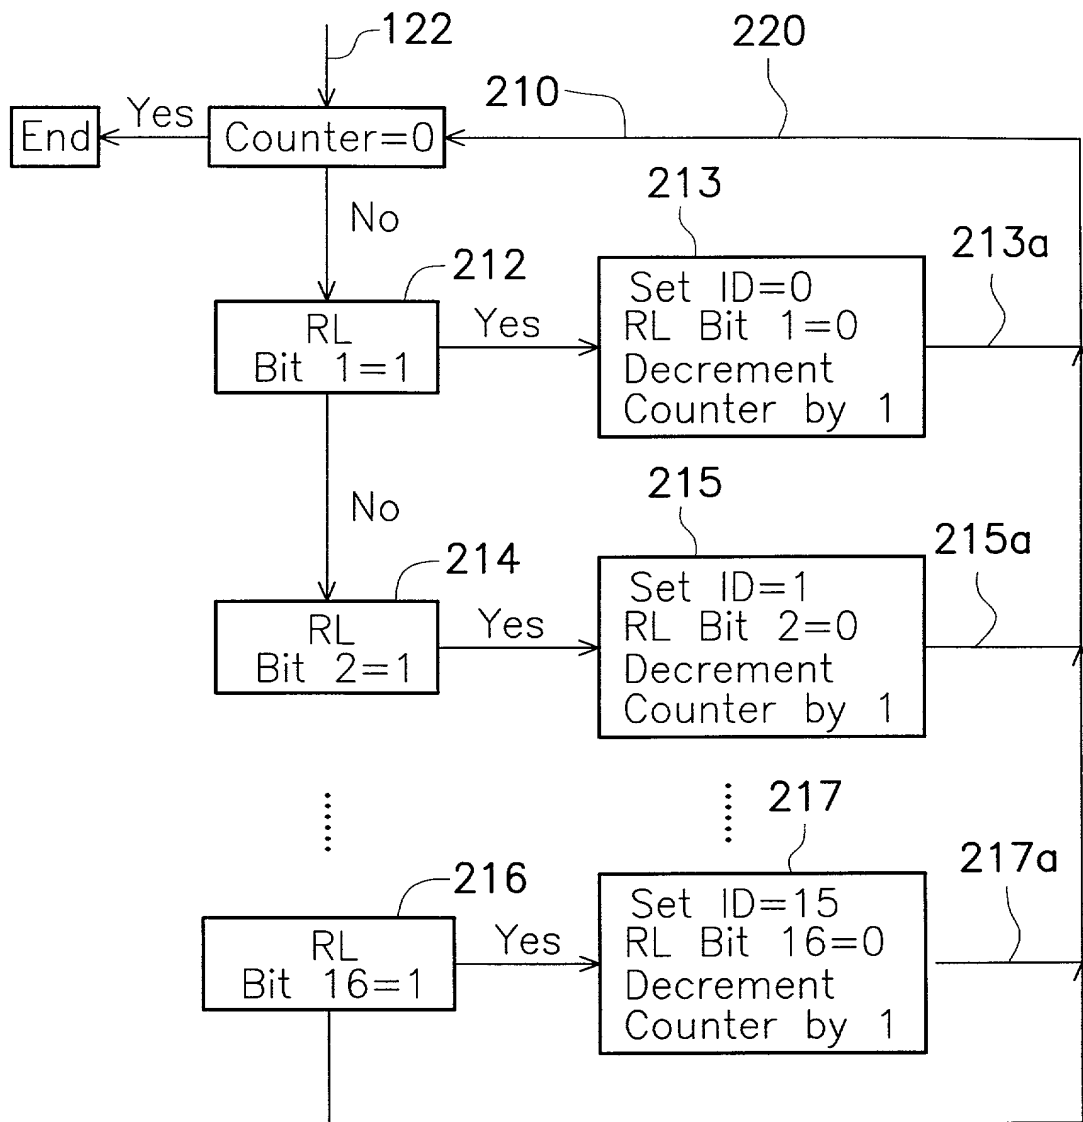 122
220
210
End
Yes
Counter=0
No
213
213a
212
Set ID=0
RL Bit 1=0
Decrement
Counter by 1
RL
Bit 1=1
Yes
No
215
215a
214
Set ID=1
RL Bit 2=0
Decrement
Counter by 1
RL
Bit 2=1
Yes
217
217a
216
Set ID=15
RL Bit 16=0
Decrement
Counter by 1
RL
Bit 16=1
Yes